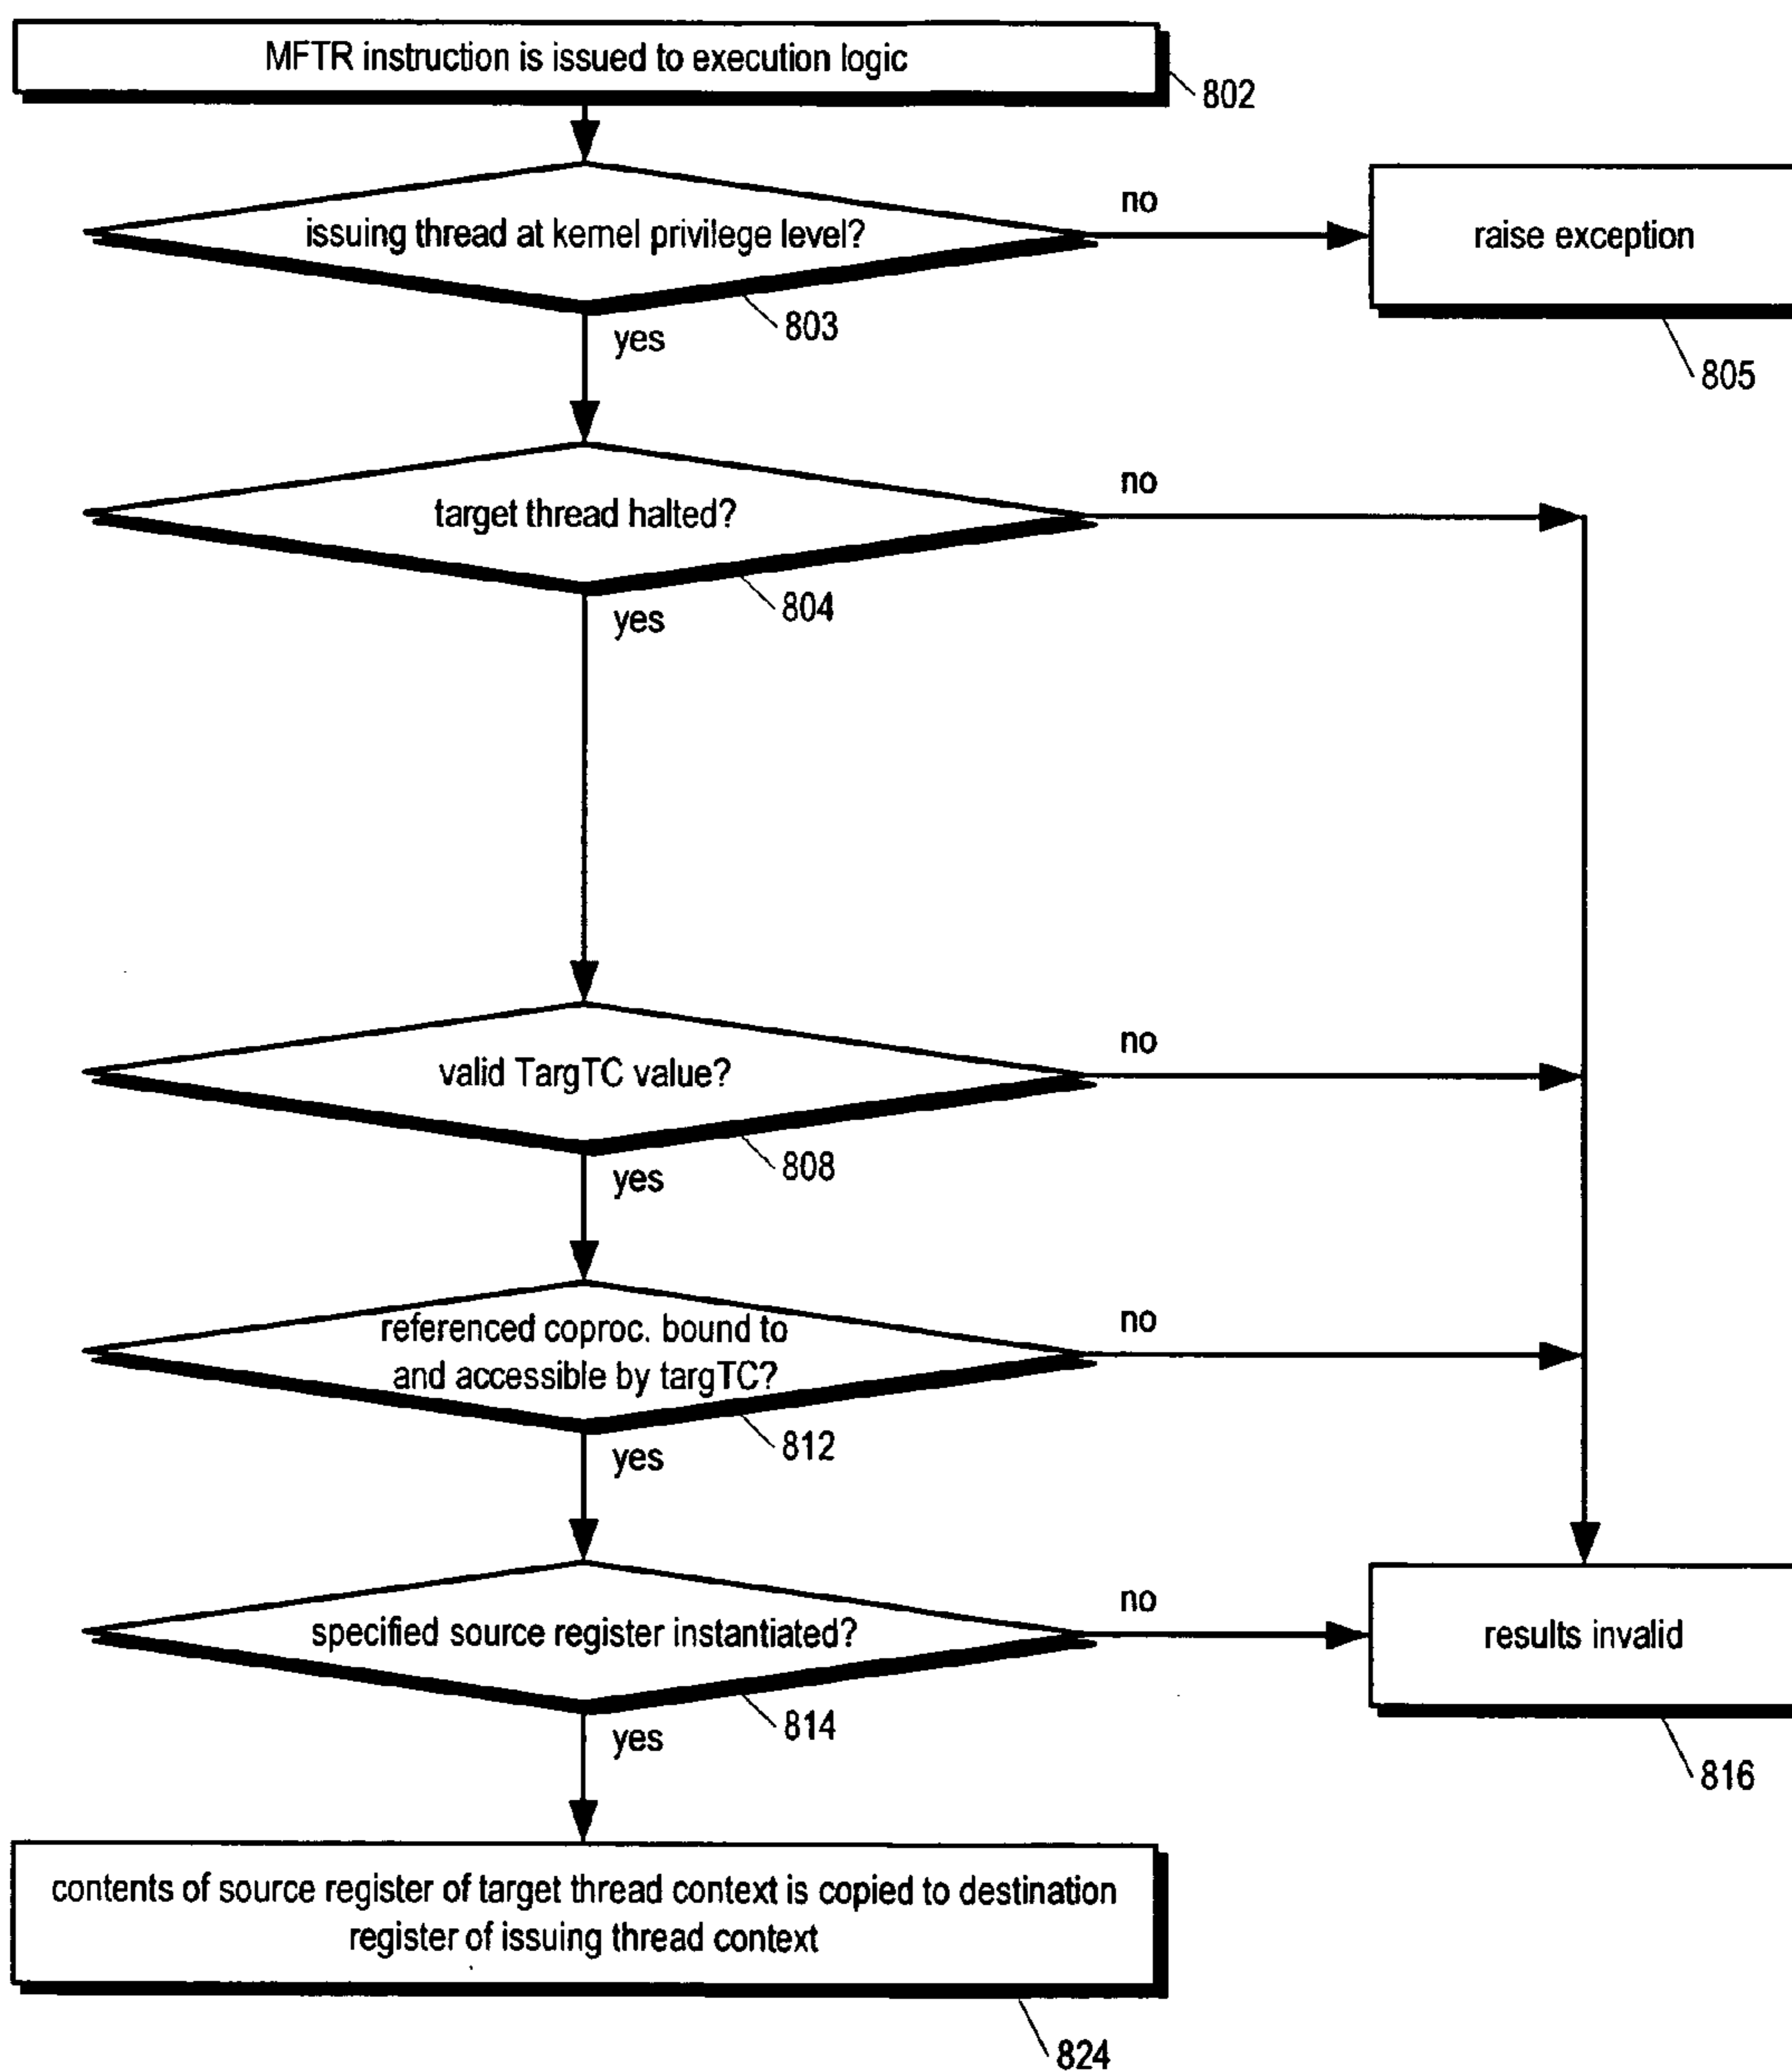 MFTR instruction is issued to execution logic
802
issuing thread at kernel privilege level?
no
raise exception
803
yes
805
target thread halted?
no
804
yes
valid TargTC value?
no
808
yes
referenced coproc. bound to
and accessible by targTC?
no
812
yes
specified source register instantiated?
no
results invalid
814
yes
816
contents of source register of target thread context is copied to destination
register of issuing thread context
824